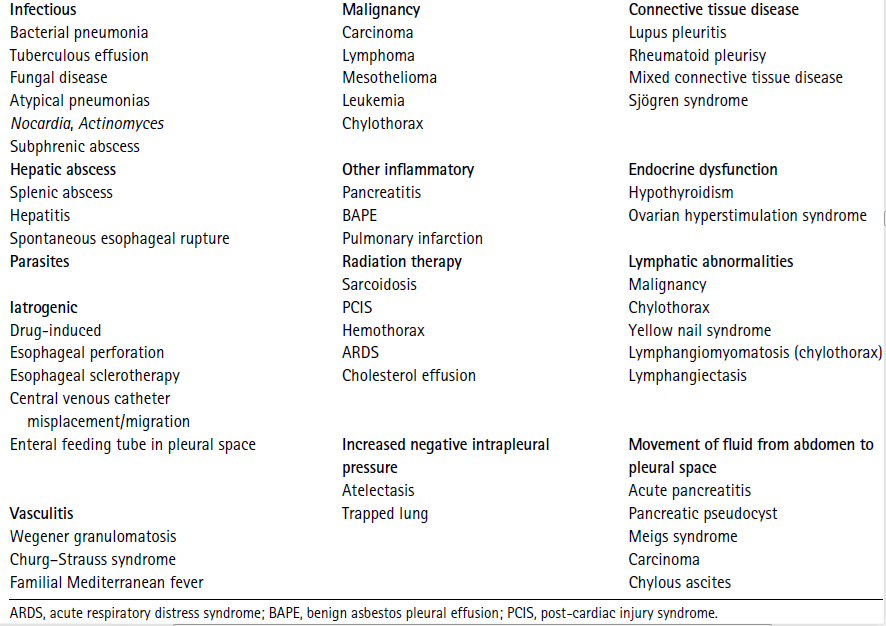 Infectious
Bacterial pneumonia
Tuberculous effusion
Fungal disease
Atypical pneumonias
Nocardia, Actinomyces
Subphrenic abscess
Hepatic abscess
Splenic abscess
Hepatitis
Spontaneous esophageal rupture
Parasites
Iatrogenic
Drug-induced
Esophageal perforation
Esophageal sclerotherapy
Central venous catheter
misplacement/migration
Enteral feeding tube in pleural space
Vasculitis
Wegener granulomatosis
Churg–Strauss syndrome
Familial Mediterranean fever
Malignancy
Carcinoma
Lymphoma
Mesothelioma
Leukemia
Chylothorax
Other inflammatory
Pancreatitis
BAPE
Pulmonary infarction
Radiation therapy
Sarcoidosis
PCIS
Hemothorax
ARDS
Cholesterol effusion
Increased negative intrapleural
pressure
Atelectasis
Trapped lung
Connective tissue disease
Lupus pleuritis
Rheumatoid pleurisy
Mixed connective tissue disease
Sjögren syndrome
Endocrine dysfunction
Hypothyroidism
Ovarian hyperstimulation syndrome
Lymphatic abnormalities
Malignancy
Chylothorax
Yellow nail syndrome
Lymphangiomyomatosis (chylothorax)
Lymphangiectasis
Movement of fluid from abdomen to
pleural space
Acute pancreatitis
Pancreatic pseudocyst
Meigs syndrome
Carcinoma
Chylous ascites
ARDS, acute respiratory distress syndrome; BAPE, benign asbestos pleural effusion; PCIS, post-cardiac injury syndrome.